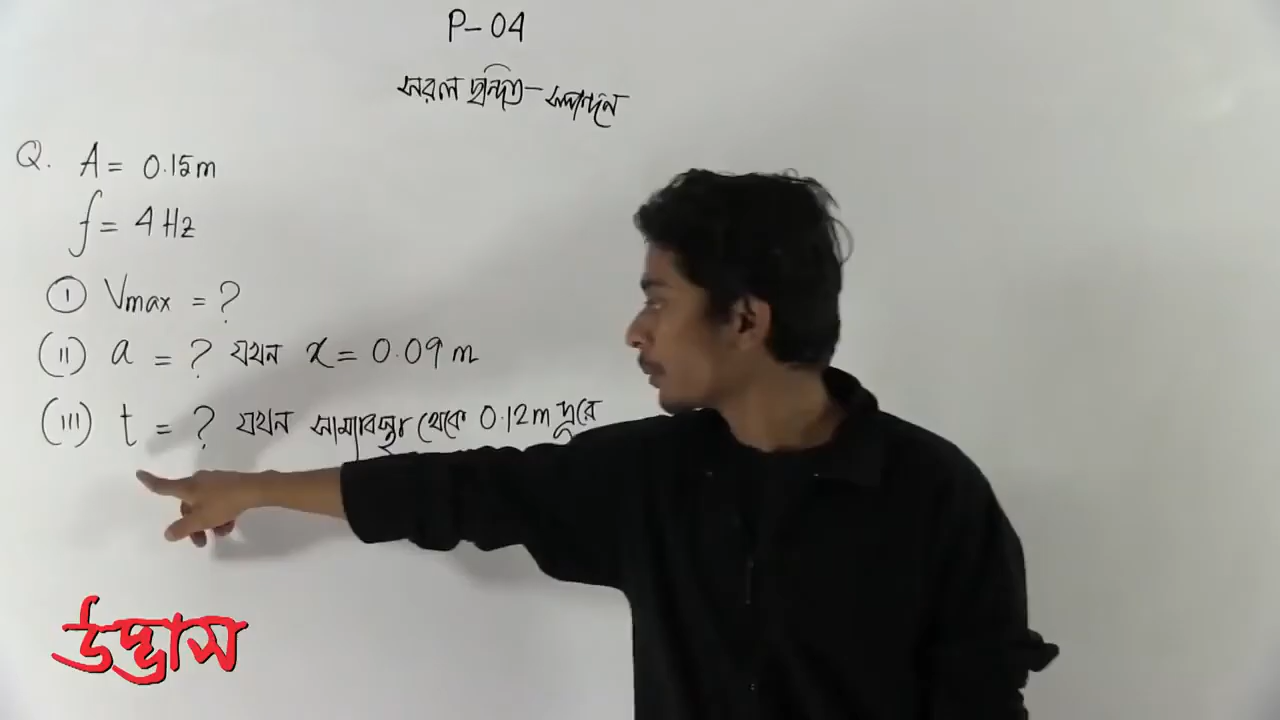 P-04
সরল ছন্দিত-স্পন্দন
Q. A = 0.15m
f = 4 Hz
(i) Vmax = ?
(ii) a = ? যখন x = 0.09 m
(iii) t = ? যখন সাম্যাবস্থা থেকে 0.12m দূরে
উদ্ভাস